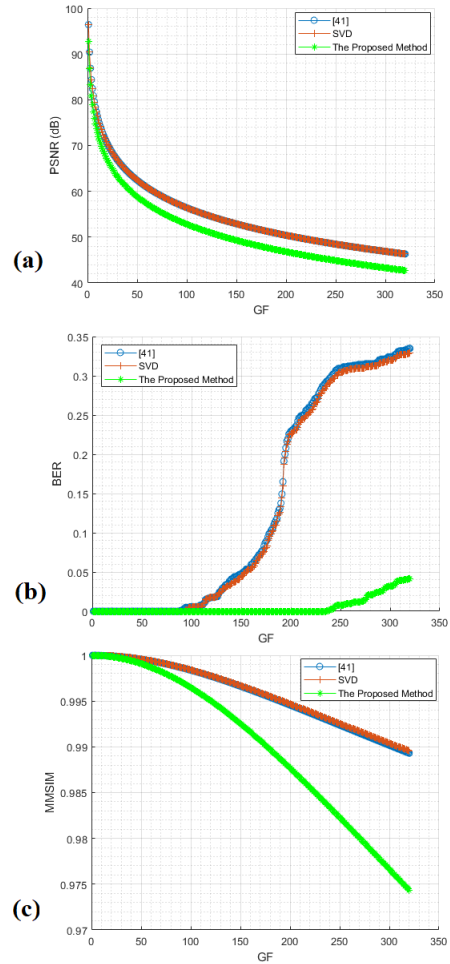 100
90
80
70
60
50
40
PSNR (dB)
[41]
SVD
The Proposed Method
0 50 100 150 200 250 300 350
GF
(a)
0.35
0.3
0.25
0.2
0.15
0.1
0.05
0
BER
[41]
SVD
The Proposed Method
0 50 100 150 200 250 300 350
GF
(b)
1
0.995
0.99
0.985
0.98
0.975
0.97
MMSIM
[41]
SVD
The Proposed Method
0 50 100 150 200 250 300 350
GF
(c)